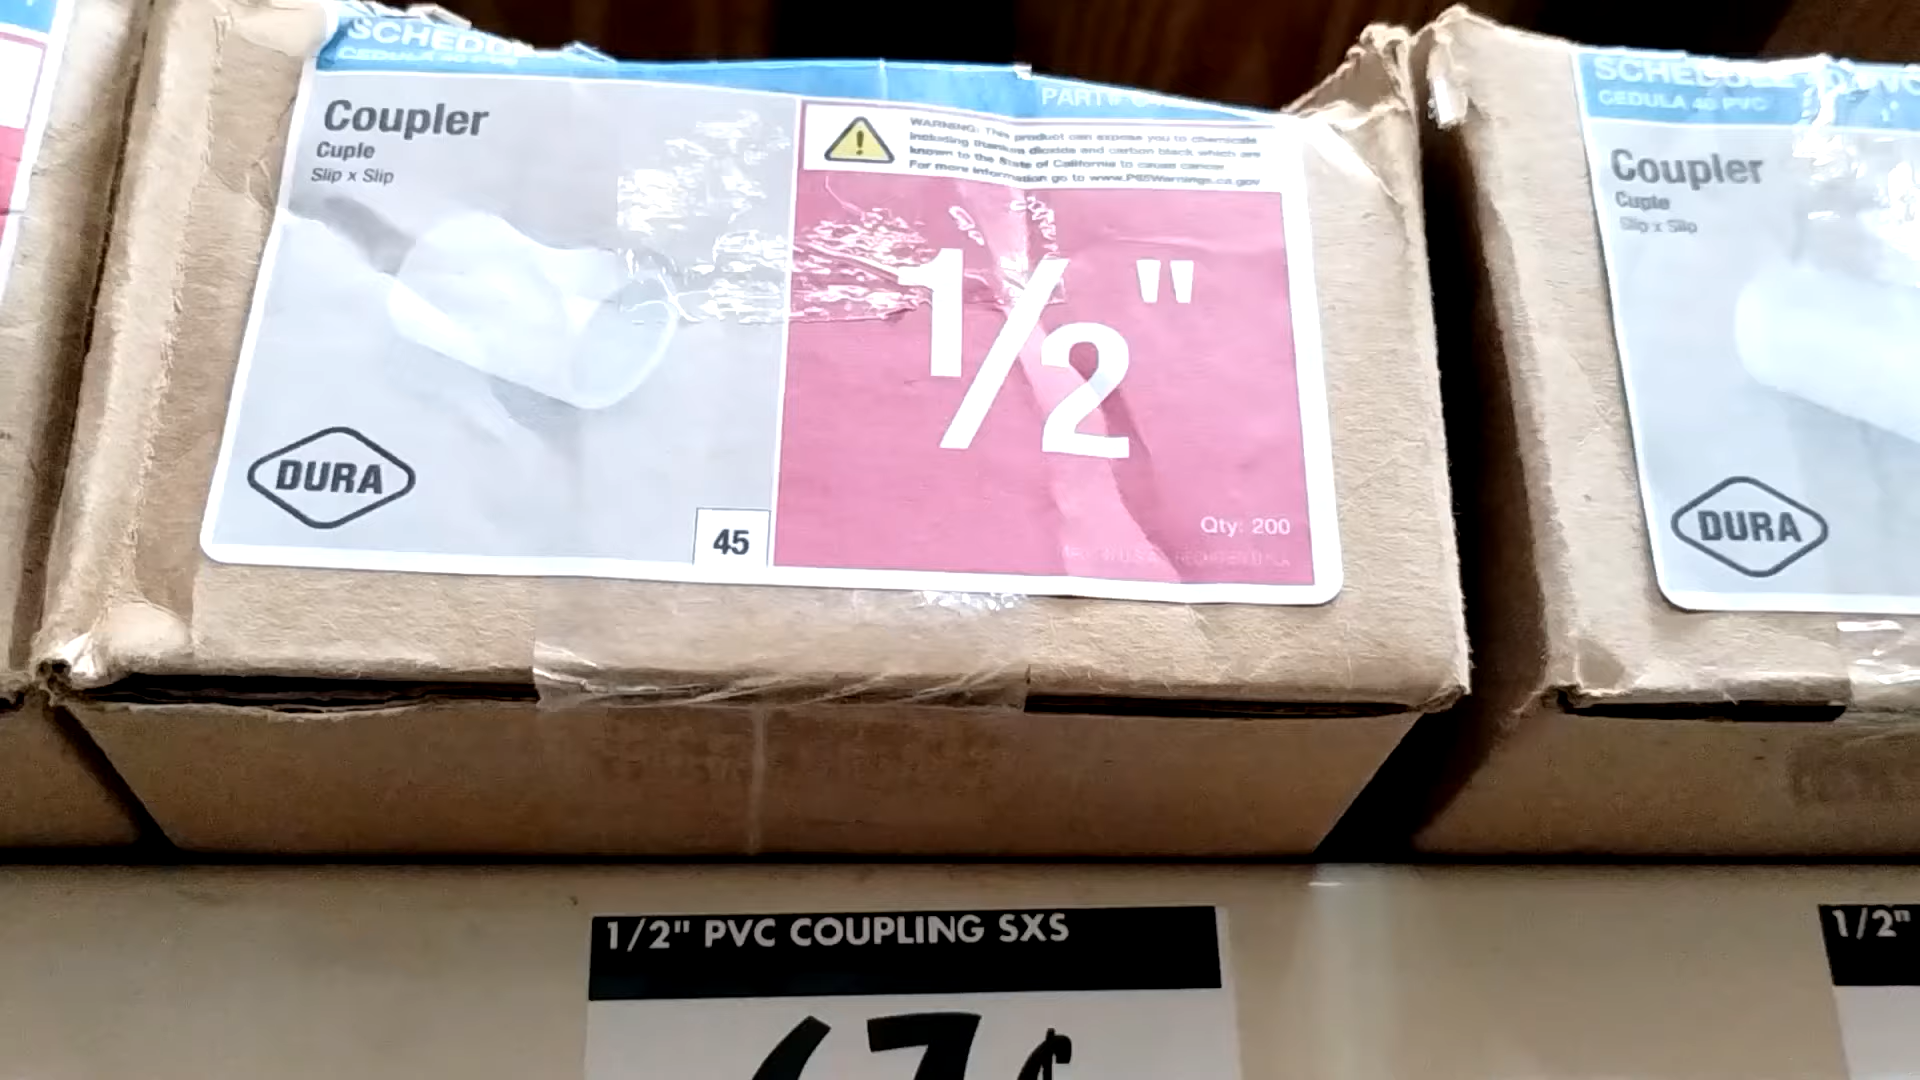 Coupler
Cuple
Slip x Slip
DURA
45
PART#
WARNING: This product can expose you to chemicals
including titanium dioxide and carbon black which are
known to the State of California to cause cancer
For more information go to www.P65Warnings.ca.gov
1/2"
Qty: 200
SCHEDULE 40 PVC
CEDULA 40 PVC
Coupler
Cuple
Slip x Slip
DURA
1/2" PVC COUPLING SXS
1/2"